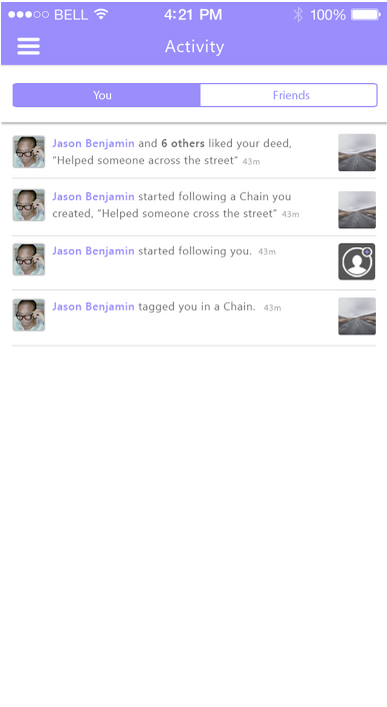 BELL 4:21 PM 100%
Activity
You Friends
Jason Benjamin and 6 others liked your deed,
"Helped someone across the street" 43m
Jason Benjamin started following a Chain you
created, "Helped someone cross the street" 43m
Jason Benjamin started following you. 43m
Jason Benjamin tagged you in a Chain. 43m